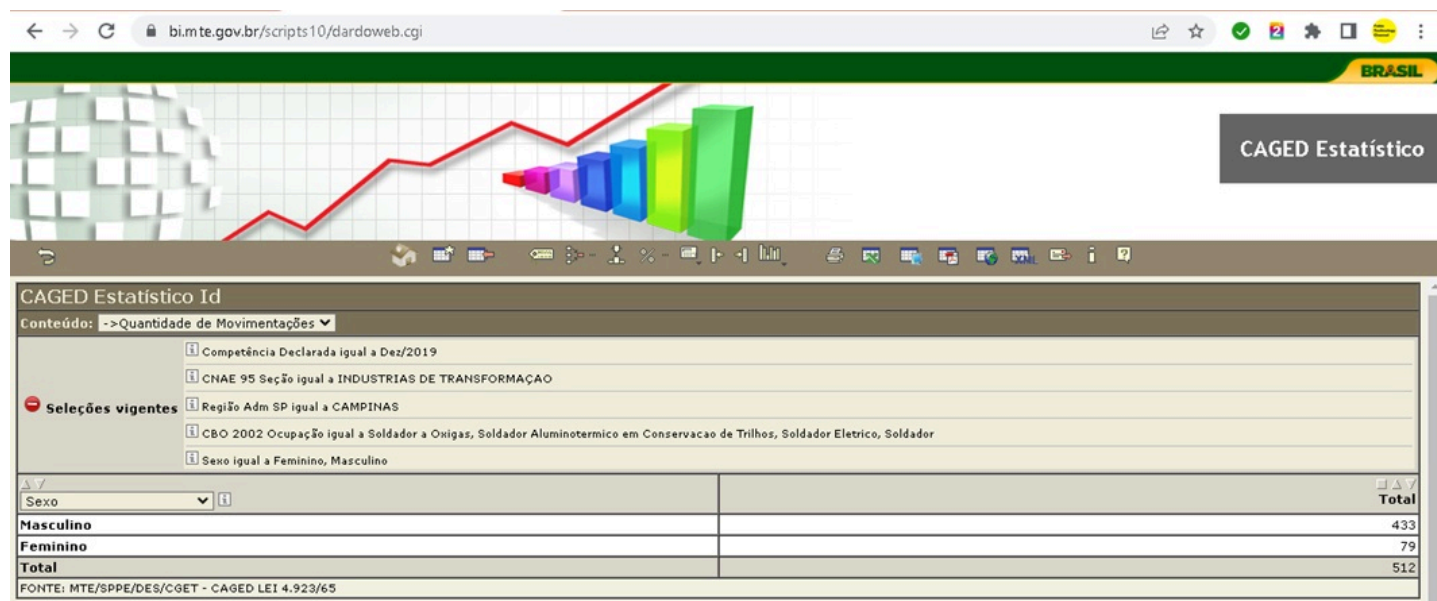 bi.mte.gov.br/scripts10/dardoweb.cgi
BRASIL
CAGED Estatístico
CAGED Estatístico Id
Conteúdo: ->Quantidade de Movimentações
Seleções vigentes
Competência Declarada igual a Dez/2019
CNAE 95 Seção igual a INDUSTRIAS DE TRANSFORMAÇAO
Região Adm SP igual a CAMPINAS
CBO 2002 Ocupação igual a Soldador a Oxigas, Soldador Aluminotermico em Conservacao de Trilhos, Soldador Eletrico, Soldador
Sexo igual a Feminino, Masculino
Sexo Total
Masculino 433
Feminino 79
Total 512
FONTE: MTE/SPPE/DES/CGET - CAGED LEI 4.923/65